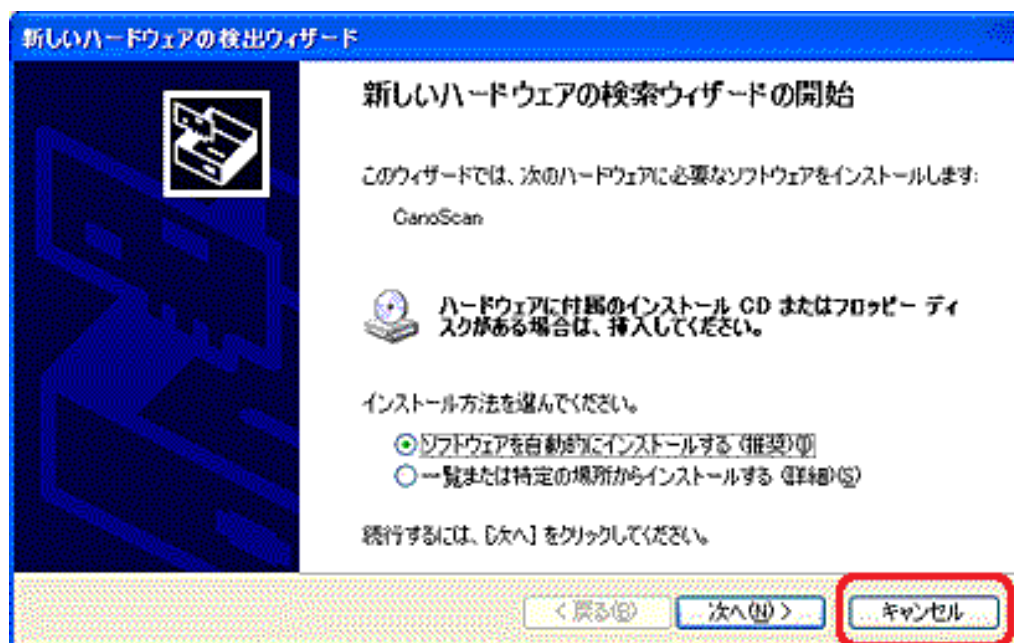 新しいハードウェアの検出ウィザード
新しいハードウェアの検索ウィザードの開始
このウィザードでは、次のハードウェアに必要なソフトウェアをインストールします:
CanoScan
ハードウェアに付属のインストール CD またはフロッピー ディ
スクがある場合は、挿入してください。
インストール方法を選んでください。
ソフトウェアを自動的にインストールする (推奨)(I)
一覧または特定の場所からインストールする (詳細)(S)
続行するには、[次へ] をクリックしてください。
< 戻る(B)
次へ(N) >
キャンセル